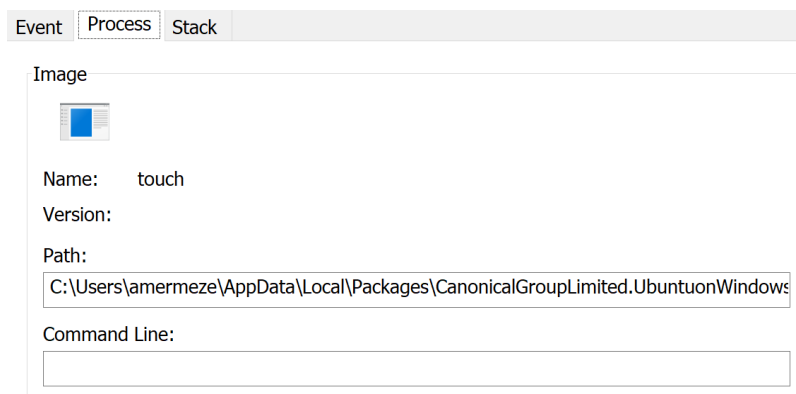 Event Process Stack
Image
Name: touch
Version:
Path:
C:\Users\amermeze\AppData\Local\Packages\CanonicalGroupLimited.UbuntuonWindows
Command Line: